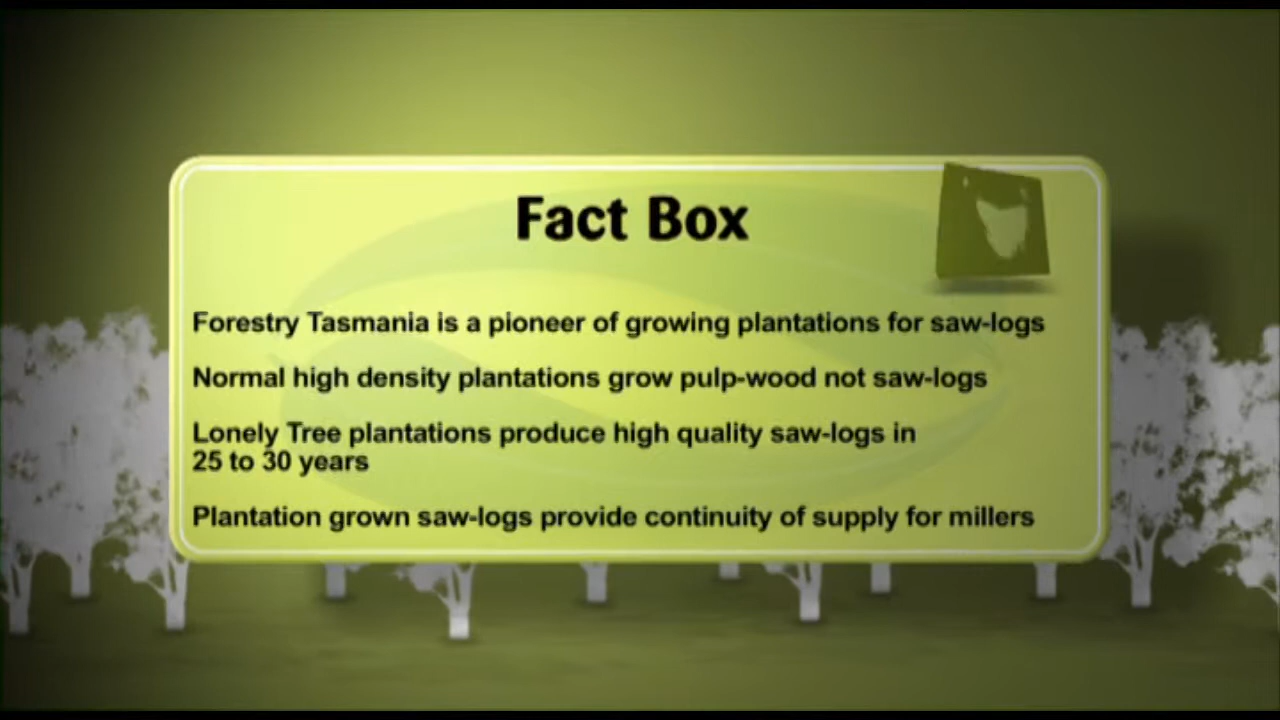 Fact Box
Forestry Tasmania is a pioneer of growing plantations for saw-logs
Normal high density plantations grow pulp-wood not saw-logs
Lonely Tree plantations produce high quality saw-logs in
25 to 30 years
Plantation grown saw-logs provide continuity of supply for millers